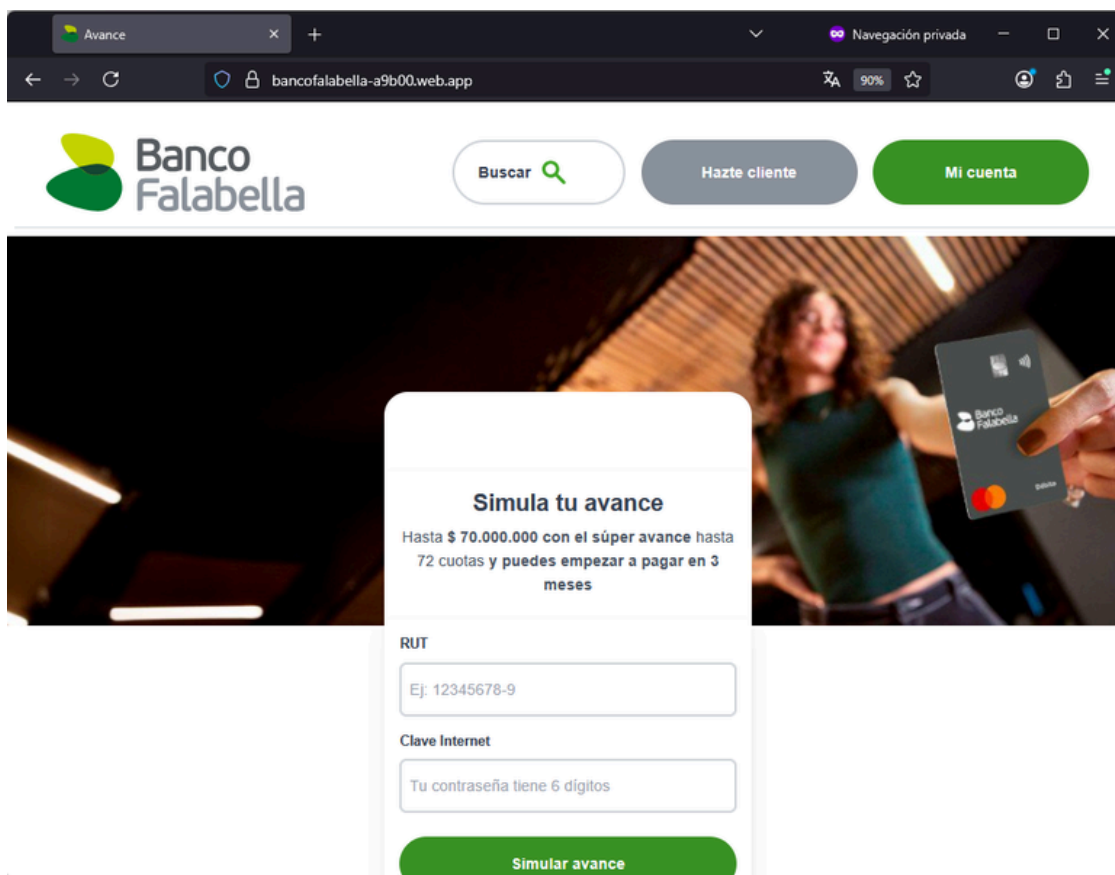 Avance
Navegación privada
bancofalabella-a9b00.web.app
90%
Banco
Falabella
Buscar
Hazte cliente
Mi cuenta
Banco
Falabella
Simula tu avance
Hasta $ 70.000.000 con el súper avance hasta
72 cuotas y puedes empezar a pagar en 3
meses
RUT
Ej: 12345678-9
Clave Internet
Tu contraseña tiene 6 dígitos
Simular avance